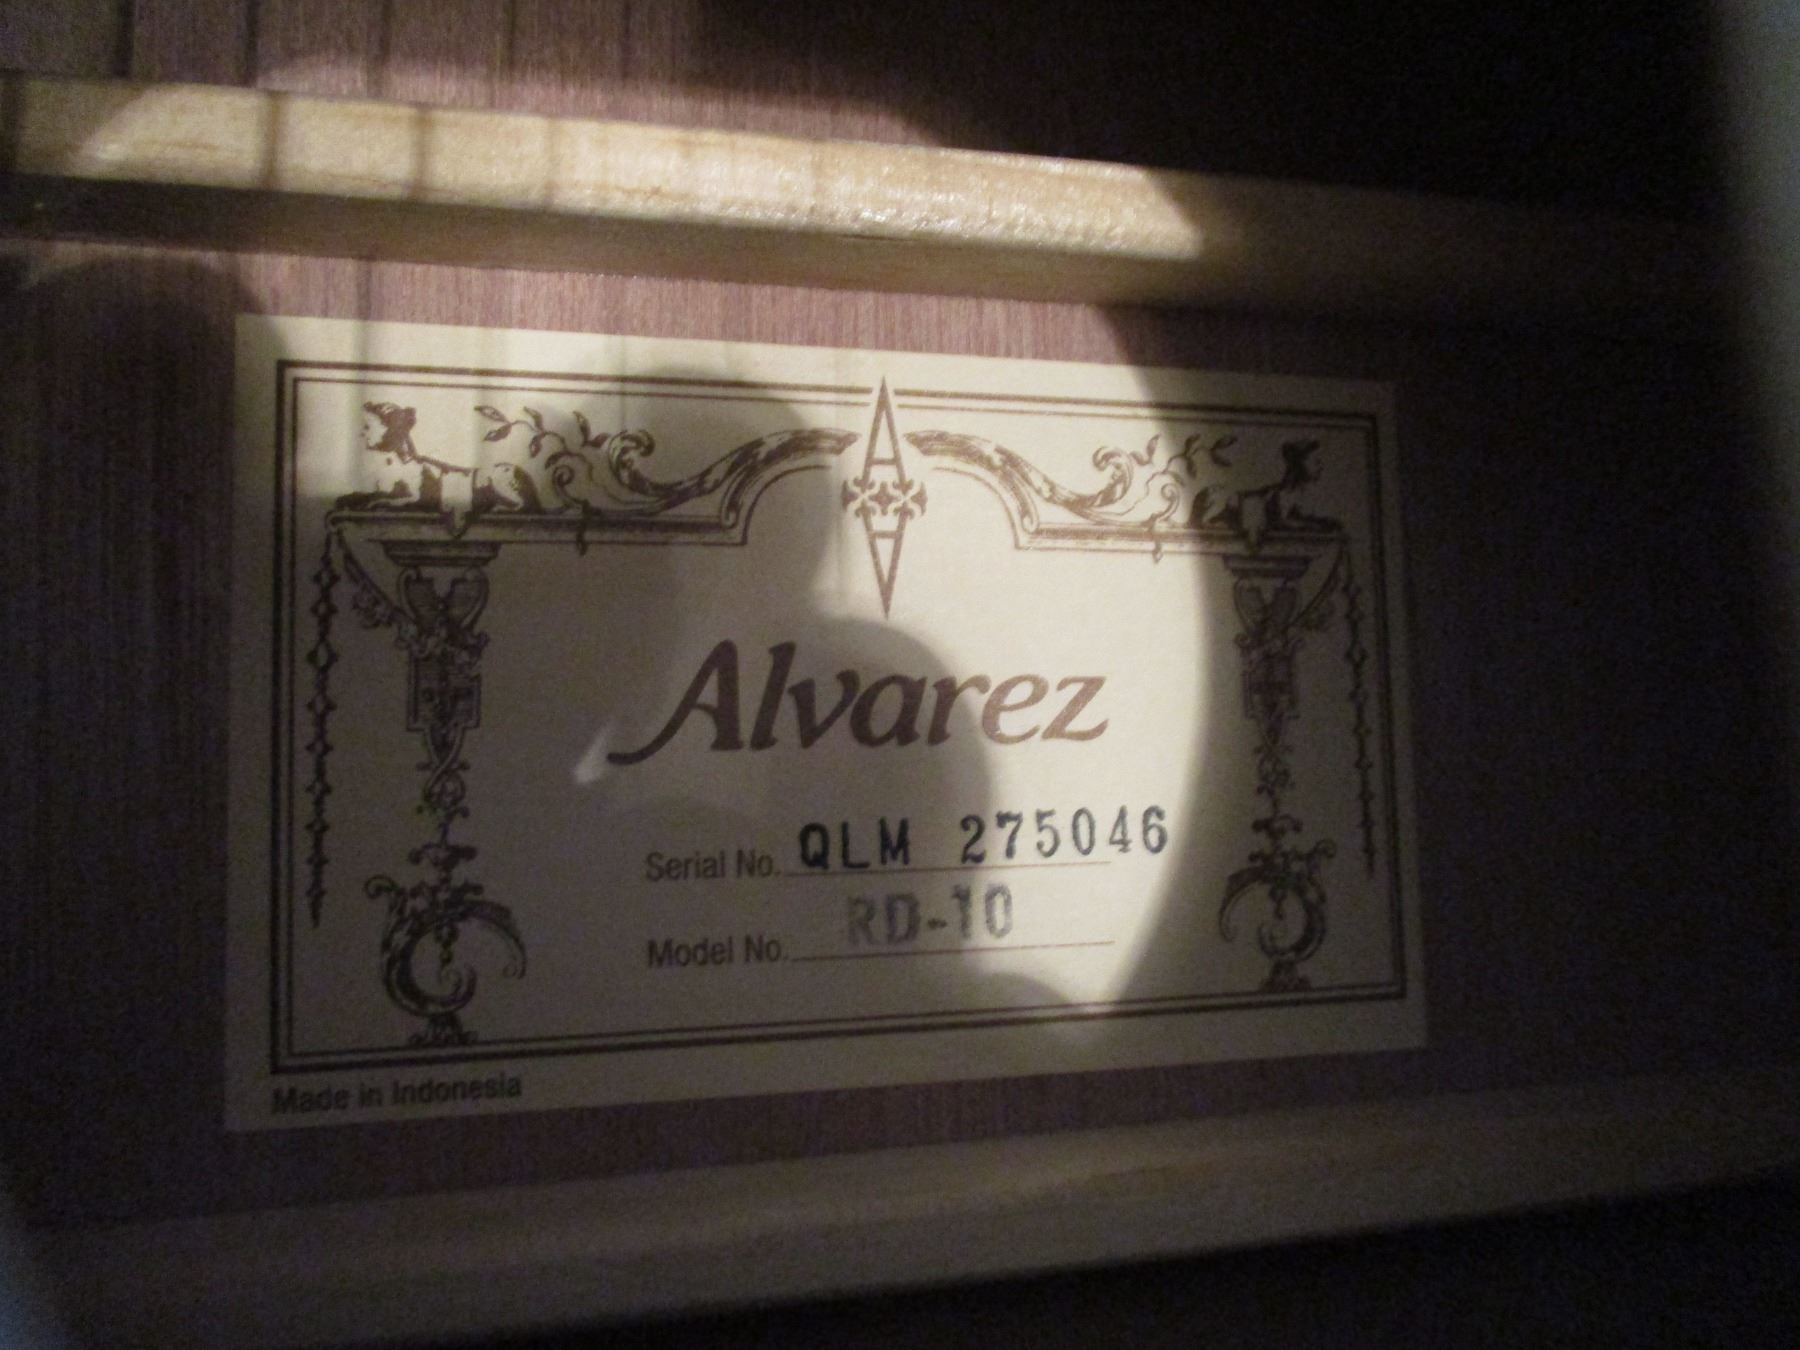 Alvarez
Serial No. QLM 275046
Model No. RD-10
Made in Indonesia